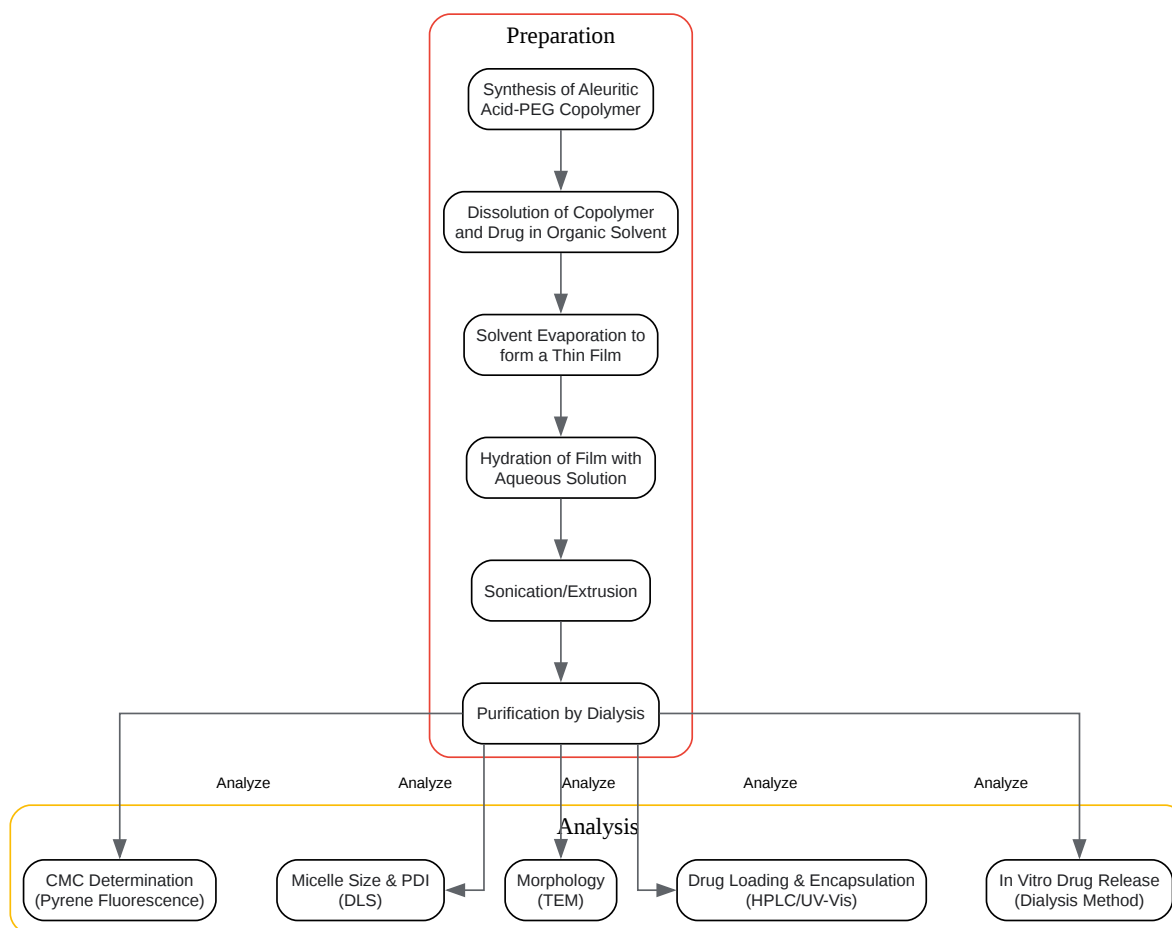 Preparation
Synthesis of Aleuritic
Acid-PEG Copolymer
Dissolution of Copolymer
and Drug in Organic Solvent
Solvent Evaporation to
form a Thin Film
Hydration of Film with
Aqueous Solution
Sonication/Extrusion
Purification by Dialysis
Analyze
Analyze
Analyze
Analyze
Analyze
Analysis
CMC Determination
(Pyrene Fluorescence)
Micelle Size & PDI
(DLS)
Morphology
(TEM)
Drug Loading & Encapsulation
(HPLC/UV-Vis)
In Vitro Drug Release
(Dialysis Method)